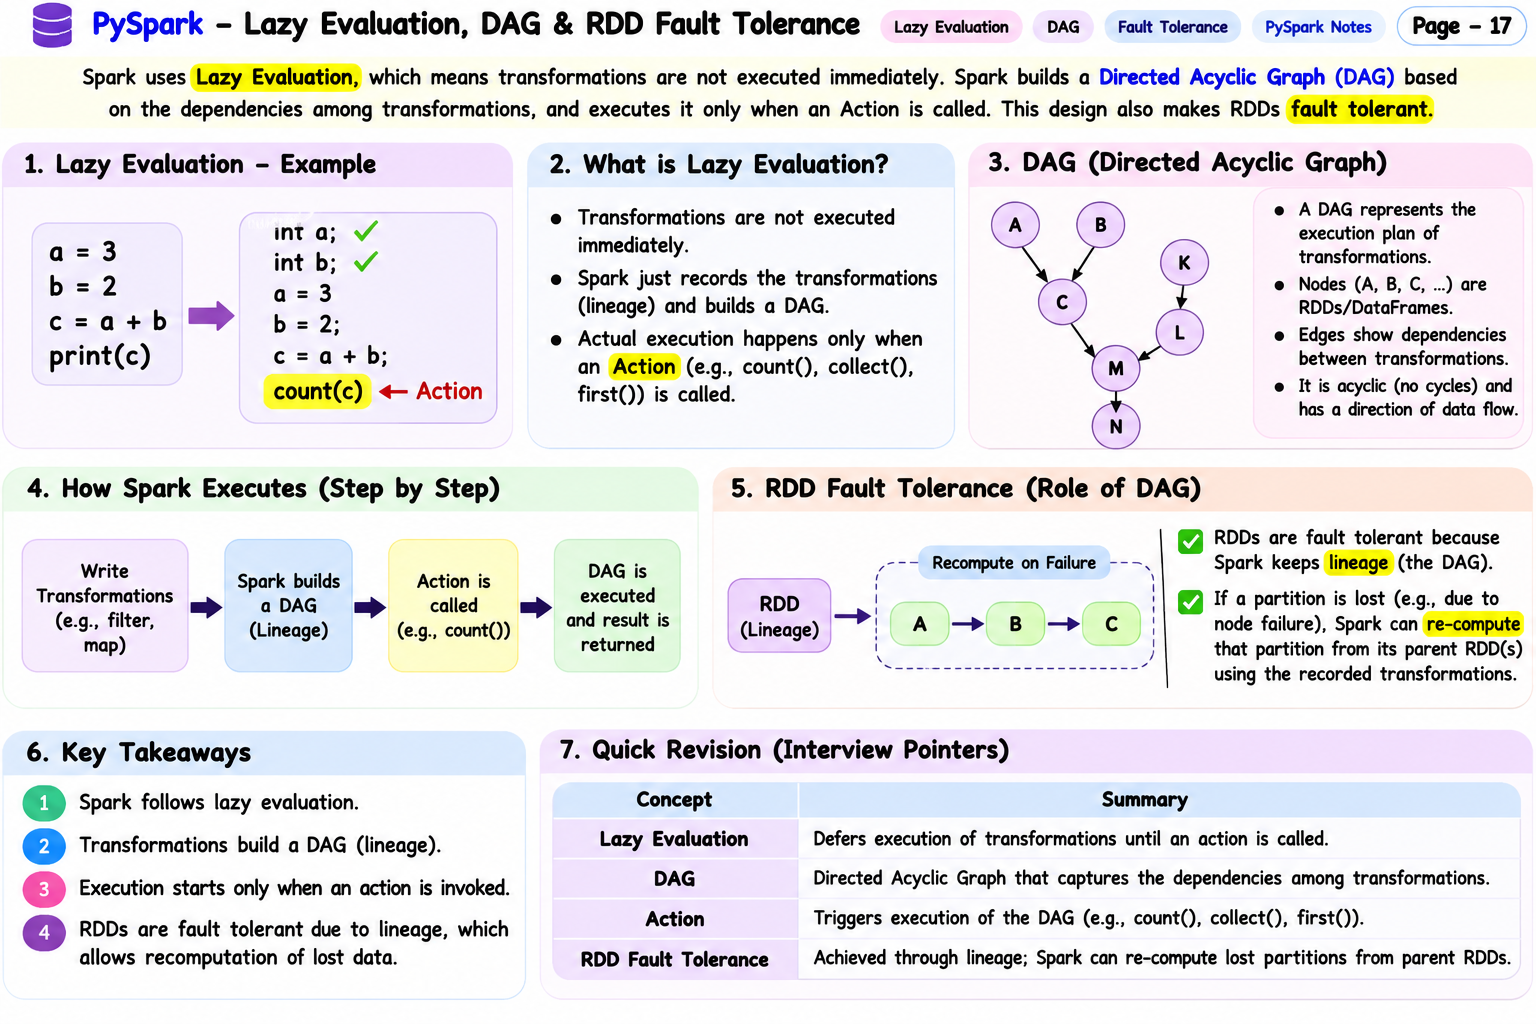 PySpark – Lazy Evaluation, DAG & RDD Fault Tolerance
Lazy Evaluation
DAG
Fault Tolerance
PySpark Notes
Page – 17
Spark uses Lazy Evaluation, which means transformations are not executed immediately. Spark builds a Directed Acyclic Graph (DAG) based
on the dependencies among transformations, and executes it only when an Action is called. This design also makes RDDs fault tolerant.
1. Lazy Evaluation – Example
a = 3
b = 2
c = a + b
print(c)
int a; ✓
int b; ✓
a = 3
b = 2;
c = a + b;
count(c) ← Action
2. What is Lazy Evaluation?
• Transformations are not executed
immediately.
• Spark just records the transformations
(lineage) and builds a DAG.
• Actual execution happens only when
an Action (e.g., count(), collect(),
first()) is called.
3. DAG (Directed Acyclic Graph)
A
B
K
C
L
M
N
• A DAG represents the
execution plan of
transformations.
• Nodes (A, B, C, …) are
RDDs/DataFrames.
• Edges show dependencies
between transformations.
• It is acyclic (no cycles) and
has a direction of data flow.
4. How Spark Executes (Step by Step)
Write
Transformations
(e.g., filter,
map)
Spark builds
a DAG
(Lineage)
Action is
called
(e.g., count())
DAG is
executed
and result is
returned
5. RDD Fault Tolerance (Role of DAG)
RDD
(Lineage)
Recompute on Failure
A
B
C
✓ RDDs are fault tolerant because
Spark keeps lineage (the DAG).
✓ If a partition is lost (e.g., due to
node failure), Spark can re-compute
that partition from its parent RDD(s)
using the recorded transformations.
6. Key Takeaways
1 Spark follows lazy evaluation.
2 Transformations build a DAG (lineage).
3 Execution starts only when an action is invoked.
4 RDDs are fault tolerant due to lineage, which
allows recomputation of lost data.
7. Quick Revision (Interview Pointers)
Concept Summary
Lazy Evaluation Defers execution of transformations until an action is called.
DAG Directed Acyclic Graph that captures the dependencies among transformations.
Action Triggers execution of the DAG (e.g., count(), collect(), first()).
RDD Fault Tolerance Achieved through lineage; Spark can re-compute lost partitions from parent RDDs.